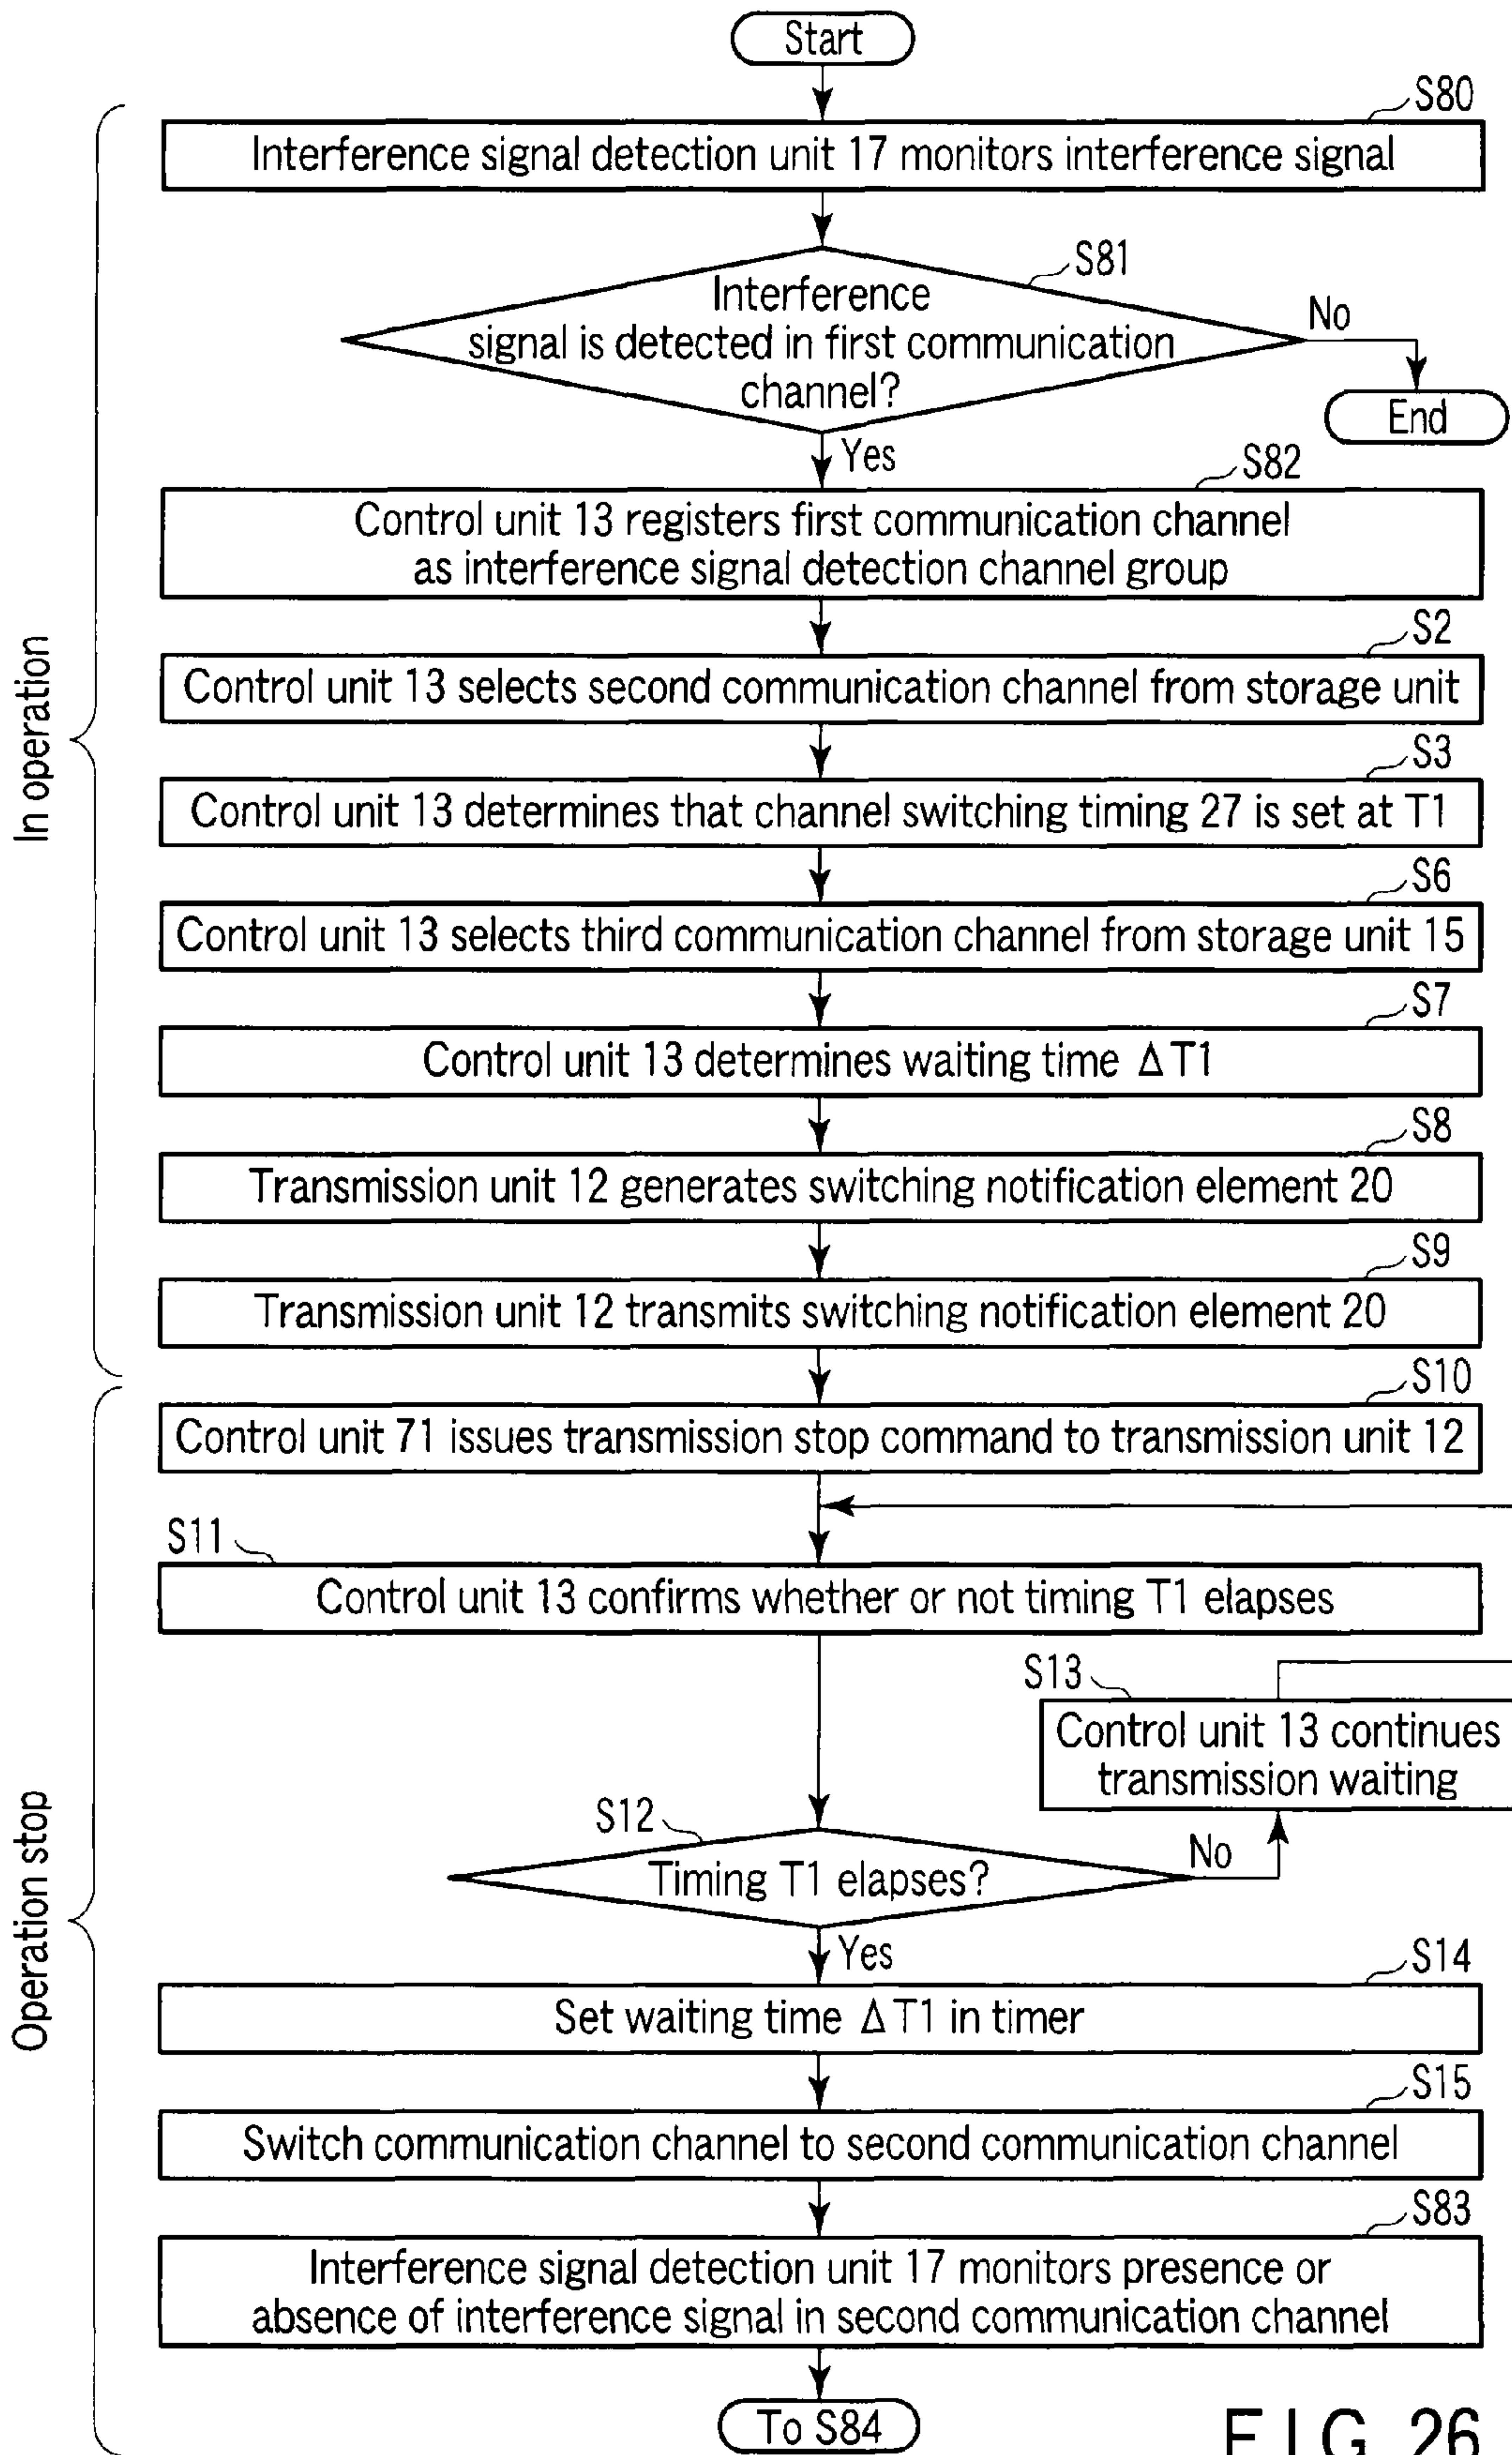 Start
S80
Interference signal detection unit 17 monitors interference signal
S81
Interference
signal is detected in first communication
channel?
No
End
Yes
S82
Control unit 13 registers first communication channel
as interference signal detection channel group
S2
Control unit 13 selects second communication channel from storage unit
S3
Control unit 13 determines that channel switching timing 27 is set at T1
S6
Control unit 13 selects third communication channel from storage unit 15
S7
Control unit 13 determines waiting time ΔT1
S8
Transmission unit 12 generates switching notification element 20
S9
Transmission unit 12 transmits switching notification element 20
In operation
S10
Control unit 71 issues transmission stop command to transmission unit 12
S11
Control unit 13 confirms whether or not timing T1 elapses
S13
Control unit 13 continues
transmission waiting
S12
Timing T1 elapses?
No
Yes
S14
Set waiting time ΔT1 in timer
S15
Switch communication channel to second communication channel
S83
Interference signal detection unit 17 monitors presence or
absence of interference signal in second communication channel
To S84
Operation stop
FIG. 26